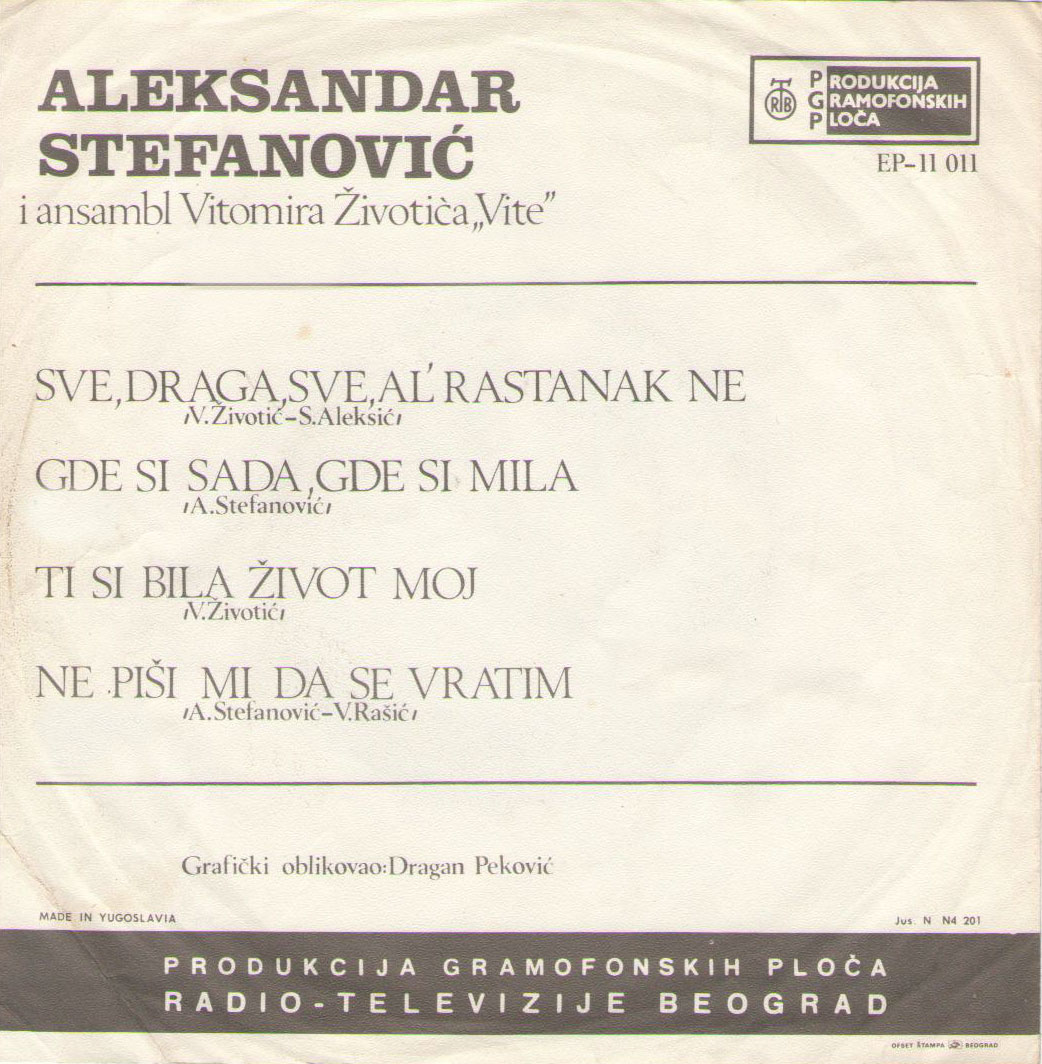 ALEKSANDAR
STEFANOVIĆ
i ansambl Vitomira Životiča „Vite”
RTB
PRODUKCIJA
GRAMOFONSKIH
PLOČA
EP-11 011
SVE, DRAGA, SVE, AL' RASTANAK NE
/V. Životić-S. Aleksić/
GDE SI SADA, GDE SI MILA
/A. Stefanović/
TI SI BILA ŽIVOT MOJ
/V. Životić/
NE PIŠI MI DA SE VRATIM
/A. Stefanović-V. Rašić/
Grafički oblikovao: Dragan Peković
MADE IN YUGOSLAVIA
Jus. N N4 201
PRODUKCIJA GRAMOFONSKIH PLOČA
RADIO-TELEVIZIJE BEOGRAD
OFSET ŠTAMPA BEOGRAD